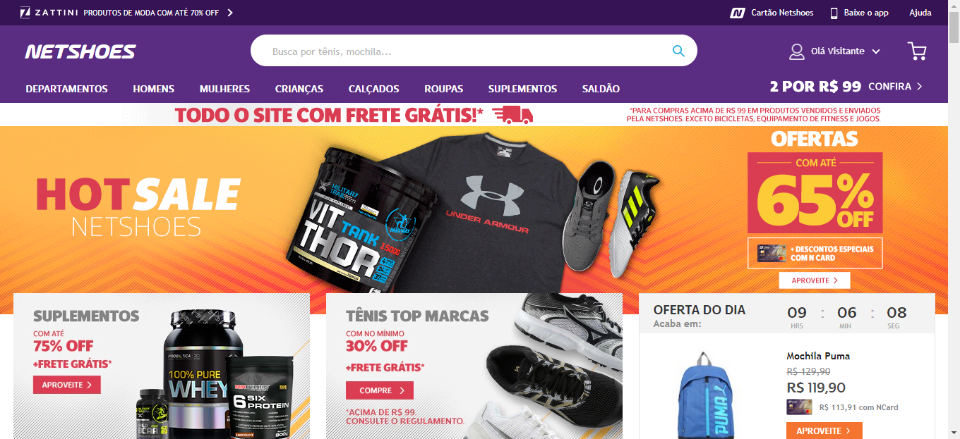 ZATTINI PRODUTOS DE MODA COM ATÉ 70% OFF
Cartão Netshoes
Baixe o app
Ajuda
NETSHOES
Busca por tênis, mochila...
Olá Visitante
DEPARTAMENTOS HOMENS MULHERES CRIANÇAS CALÇADOS ROUPAS SUPLEMENTOS SALDÃO
2 POR R$ 99 CONFIRA
TODO O SITE COM FRETE GRÁTIS!*
*PARA COMPRAS ACIMA DE R$ 99 EM PRODUTOS VENDIDOS E ENVIADOS
PELA NETSHOES. EXCETO BICICLETAS, EQUIPAMENTO DE FITNESS E JOGOS.
HOT SALE
NETSHOES
MILITARY
VIT
TANK
THOR
UNDER ARMOUR
OFERTAS
COM ATÉ
65%
OFF
+ DESCONTOS ESPECIAIS
COM N CARD
APROVEITE
SUPLEMENTOS
COM ATÉ
75% OFF
+FRETE GRÁTIS*
APROVEITE
100% PURE
WHEY
6 SIX
PROTEIN
TÊNIS TOP MARCAS
COM NO MÍNIMO
30% OFF
+FRETE GRÁTIS*
COMPRE
*ACIMA DE R$ 99.
CONSULTE O REGULAMENTO.
OFERTA DO DIA
Acaba em:
09 : 06 : 08
HRS MIN SEG
PUMA
Mochila Puma
R$ 129,90
R$ 119,90
R$ 113,91 com NCard
APROVEITE